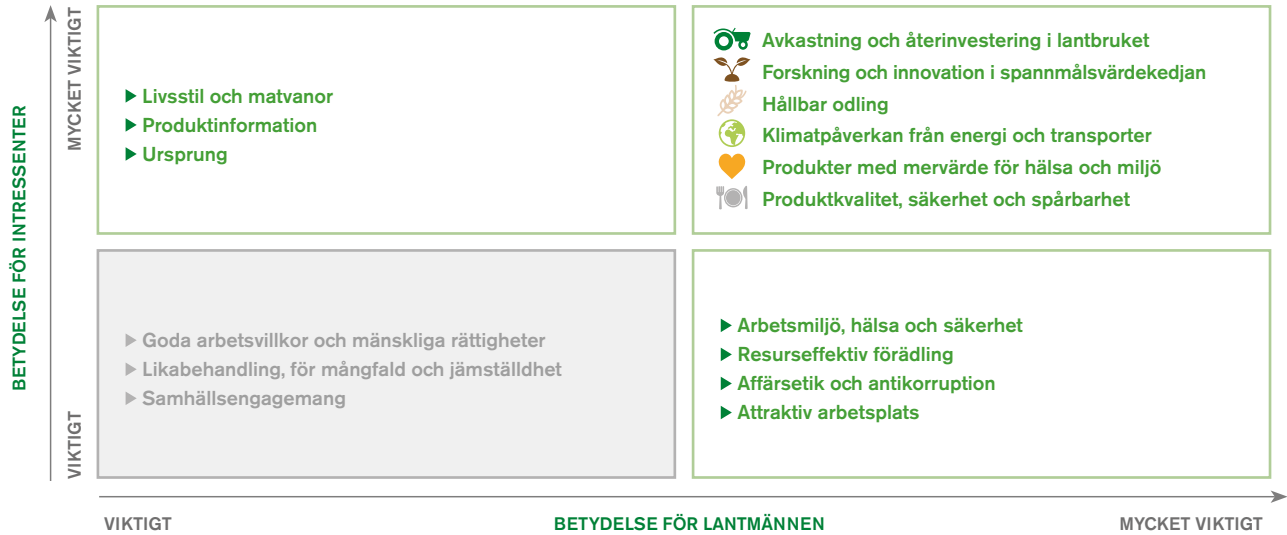 BETYDELSE FÖR INTRESSENTER
MYCKET VIKTIGT
VIKTIGT
Livsstil och matvanor
Produktinformation
Ursprung
Avkastning och återinvestering i lantbruket
Forskning och innovation i spannmålsvärdekedjan
Hållbar odling
Klimatpåverkan från energi och transporter
Produkter med mervärde för hälsa och miljö
Produktkvalitet, säkerhet och spårbarhet
Goda arbetsvillkor och mänskliga rättigheter
Likabehandling, för mångfald och jämställdhet
Samhällsengagemang
Arbetsmiljö, hälsa och säkerhet
Resurseffektiv förädling
Affärsetik och antikorruption
Attraktiv arbetsplats
VIKTIGT
BETYDELSE FÖR LANTMÄNNEN
MYCKET VIKTIGT